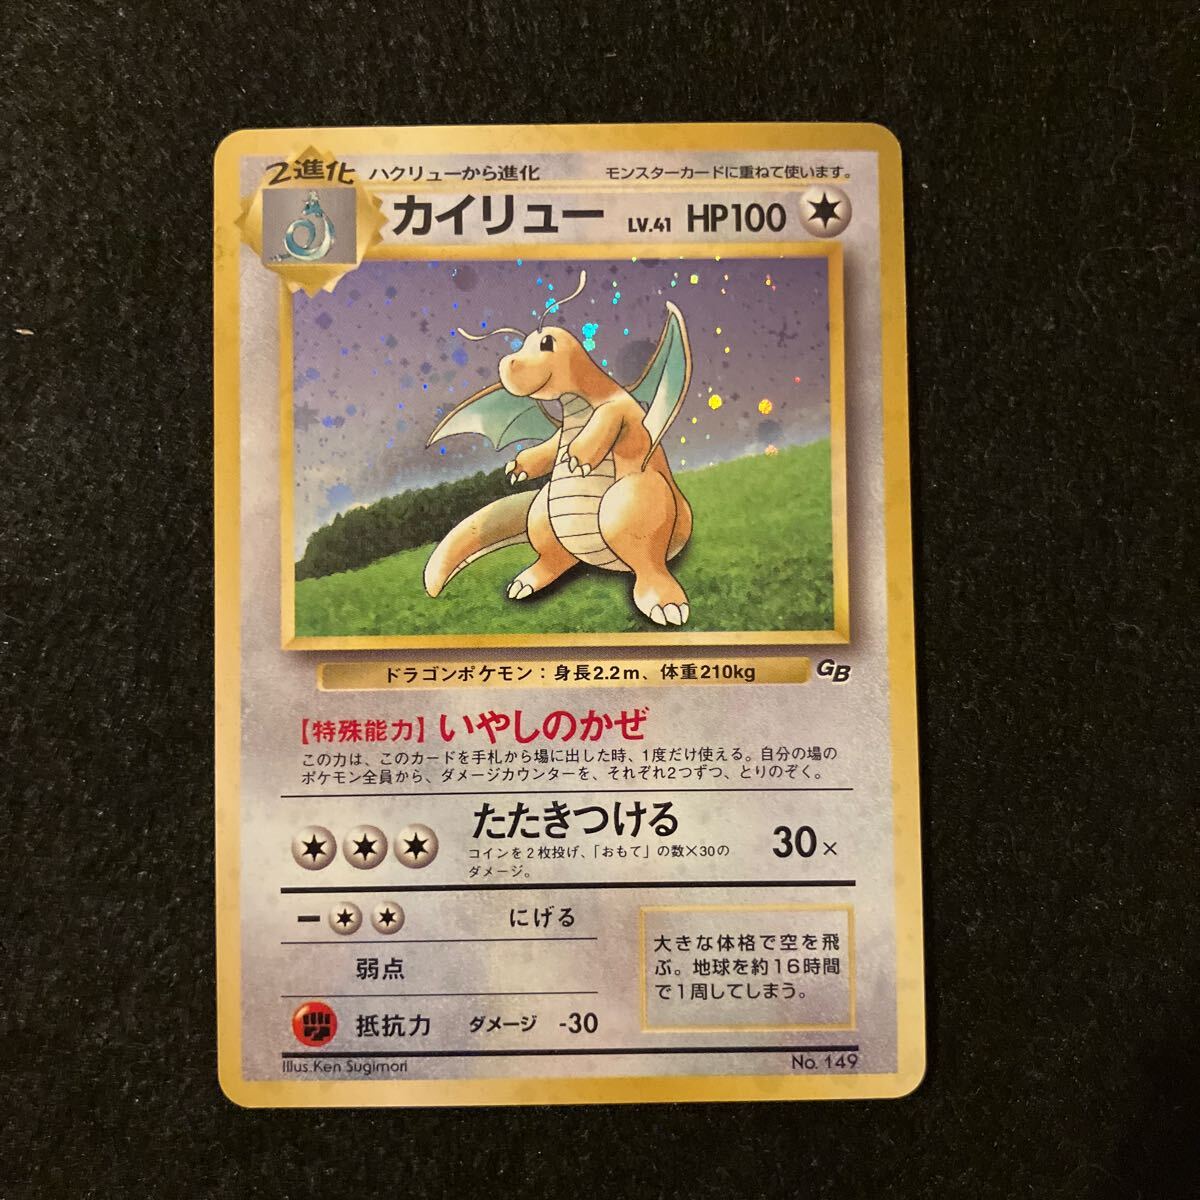 2進化 ハクリューから進化 モンスターカードに重ねて使います。
カイリュー LV.41 HP100
ドラゴンポケモン：身長2.2m、体重210kg
GB
【特殊能力】いやしのかぜ
この力は、このカードを手札から場に出した時、1度だけ使える。自分の場の
ポケモン全員から、ダメージカウンターを、それぞれ2つずつ、とりのぞく。
たたきつける 30×
コインを2枚投げ、「おもて」の数×30の
ダメージ。
ー にげる
弱点
抵抗力 ダメージ -30
大きな体格で空を飛
ぶ。地球を約16時間
で1周してしまう。
Illus.Ken Sugimori No. 149